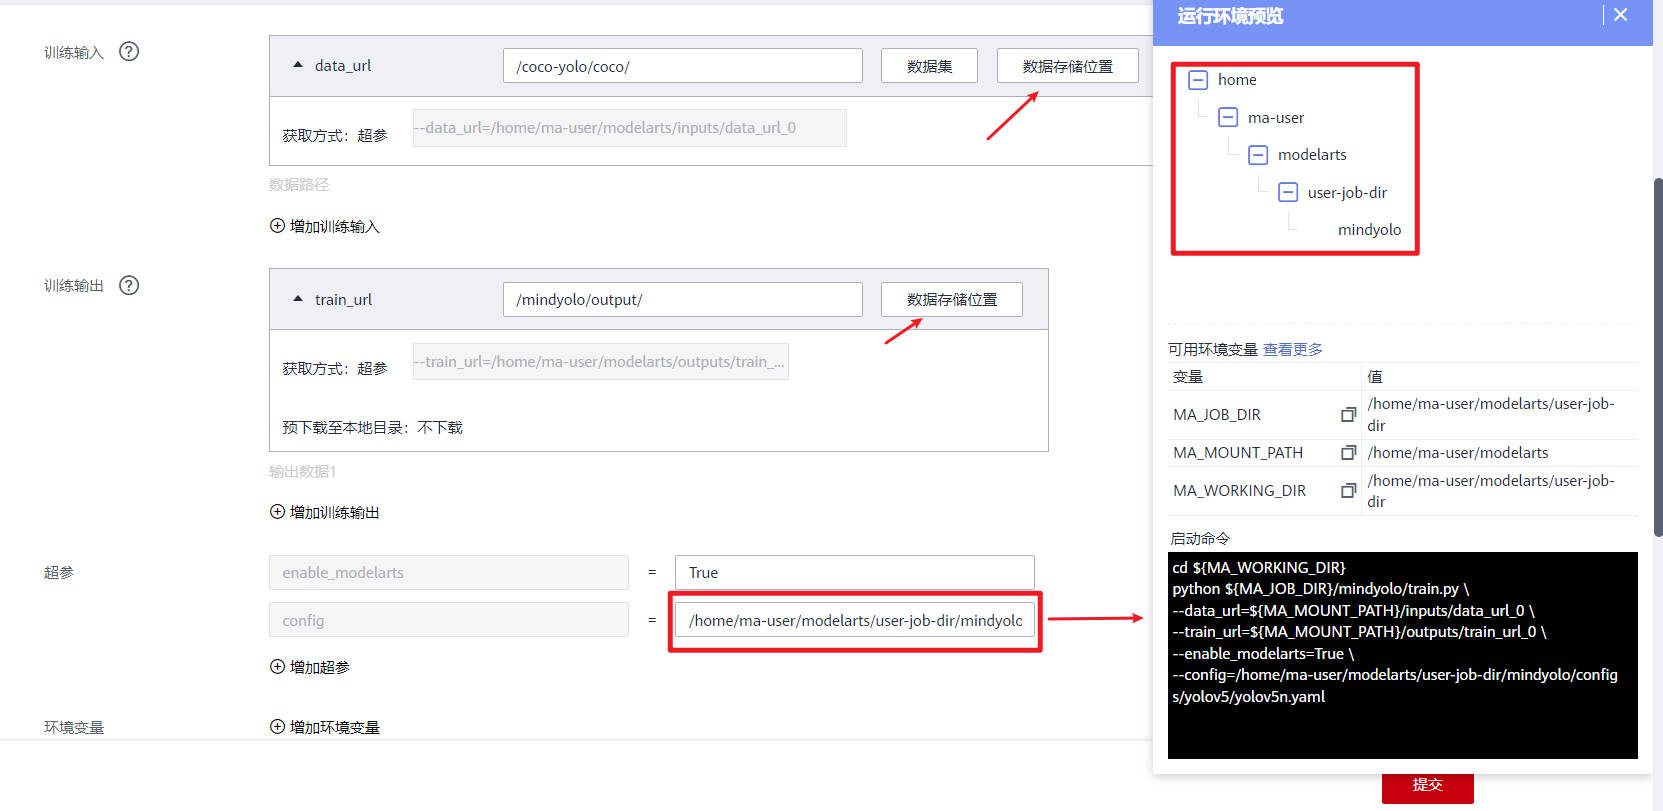 训练输入 ?
data_url
/coco-yolo/coco/
数据集
数据存储位置
获取方式：超参
--data_url=/home/ma-user/modelarts/inputs/data_url_0
数据路径
增加训练输入
训练输出 ?
train_url
/mindyolo/output/
数据存储位置
获取方式：超参
--train_url=/home/ma-user/modelarts/outputs/train_...
预下载至本地目录：不下载
输出数据1
增加训练输出
超参
enable_modelarts = True
config = /home/ma-user/modelarts/user-job-dir/mindyolo
增加超参
环境变量
增加环境变量
运行环境预览
home
ma-user
modelarts
user-job-dir
mindyolo
可用环境变量 查看更多
变量 值
MA_JOB_DIR /home/ma-user/modelarts/user-job-
dir
MA_MOUNT_PATH /home/ma-user/modelarts
MA_WORKING_DIR /home/ma-user/modelarts/user-job-
dir
启动命令
cd ${MA_WORKING_DIR}
python ${MA_JOB_DIR}/mindyolo/train.py \
--data_url=${MA_MOUNT_PATH}/inputs/data_url_0 \
--train_url=${MA_MOUNT_PATH}/outputs/train_url_0 \
--enable_modelarts=True \
--config=/home/ma-user/modelarts/user-job-dir/mindyolo/config
s/yolov5/yolov5n.yaml
提交